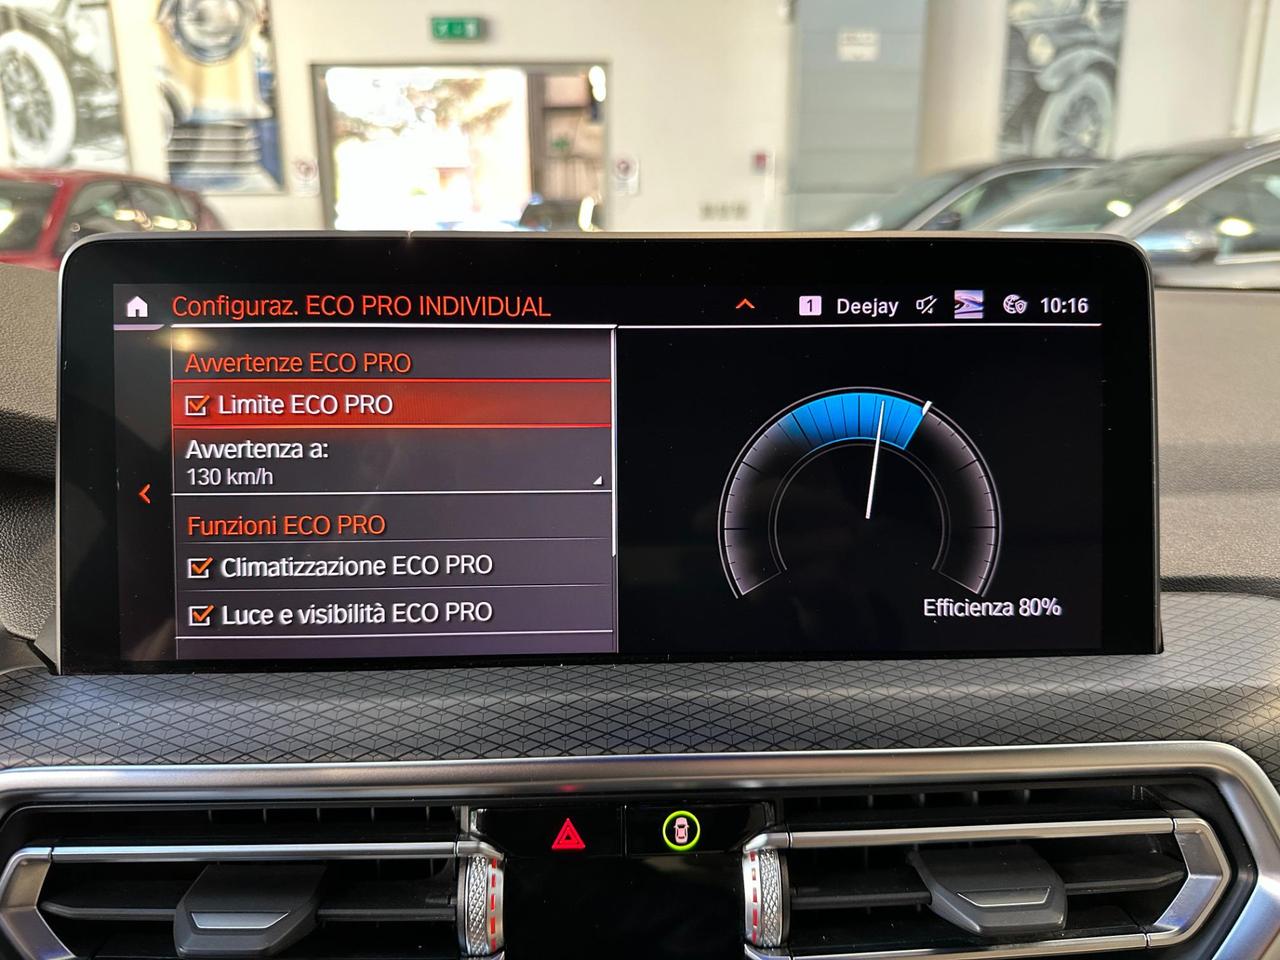 Configuraz. ECO PRO INDIVIDUAL
1 Deejay 10:16
Avvertenze ECO PRO
Limite ECO PRO
Avvertenza a:
130 km/h
Funzioni ECO PRO
Climatizzazione ECO PRO
Luce e visibilità ECO PRO
Efficienza 80%